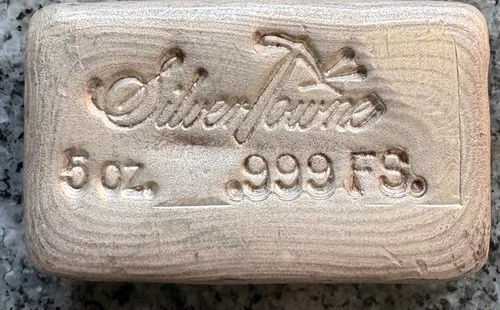 SilverTowne
5 oz. .999 FS.